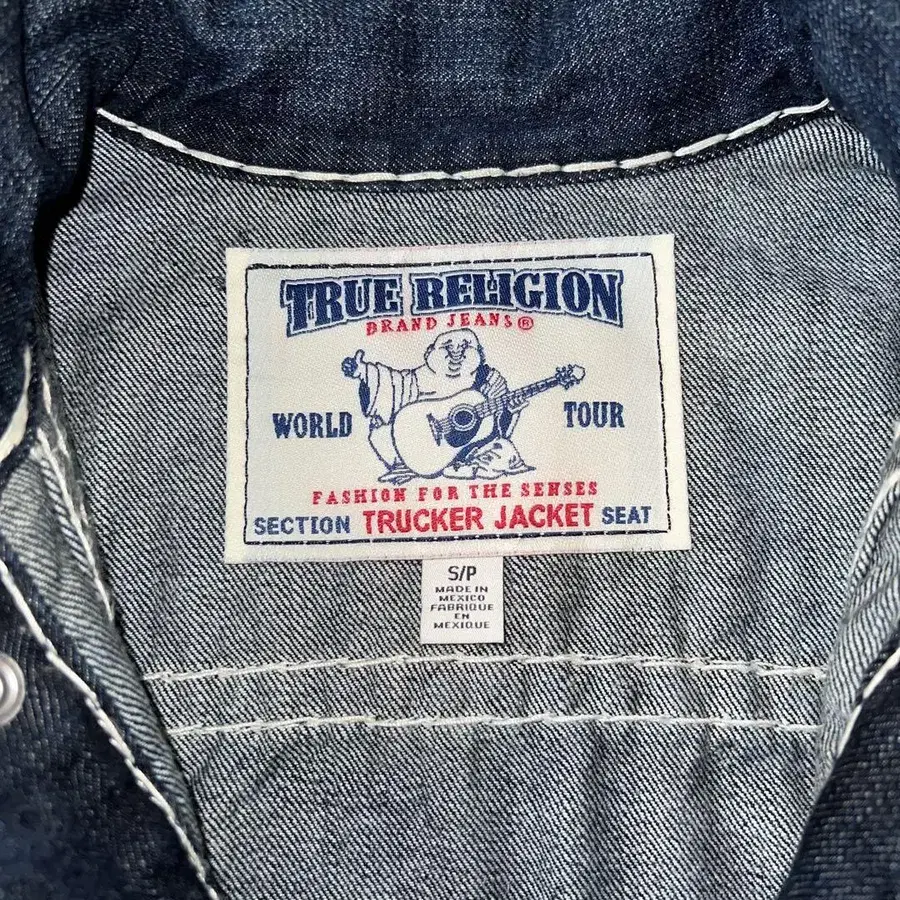 TRUE RELIGION
BRAND JEANS®
WORLD TOUR
FASHION FOR THE SENSES
SECTION TRUCKER JACKET SEAT
S/P
MADE IN
MEXICO
FABRIQUE
EN
MEXIQUE